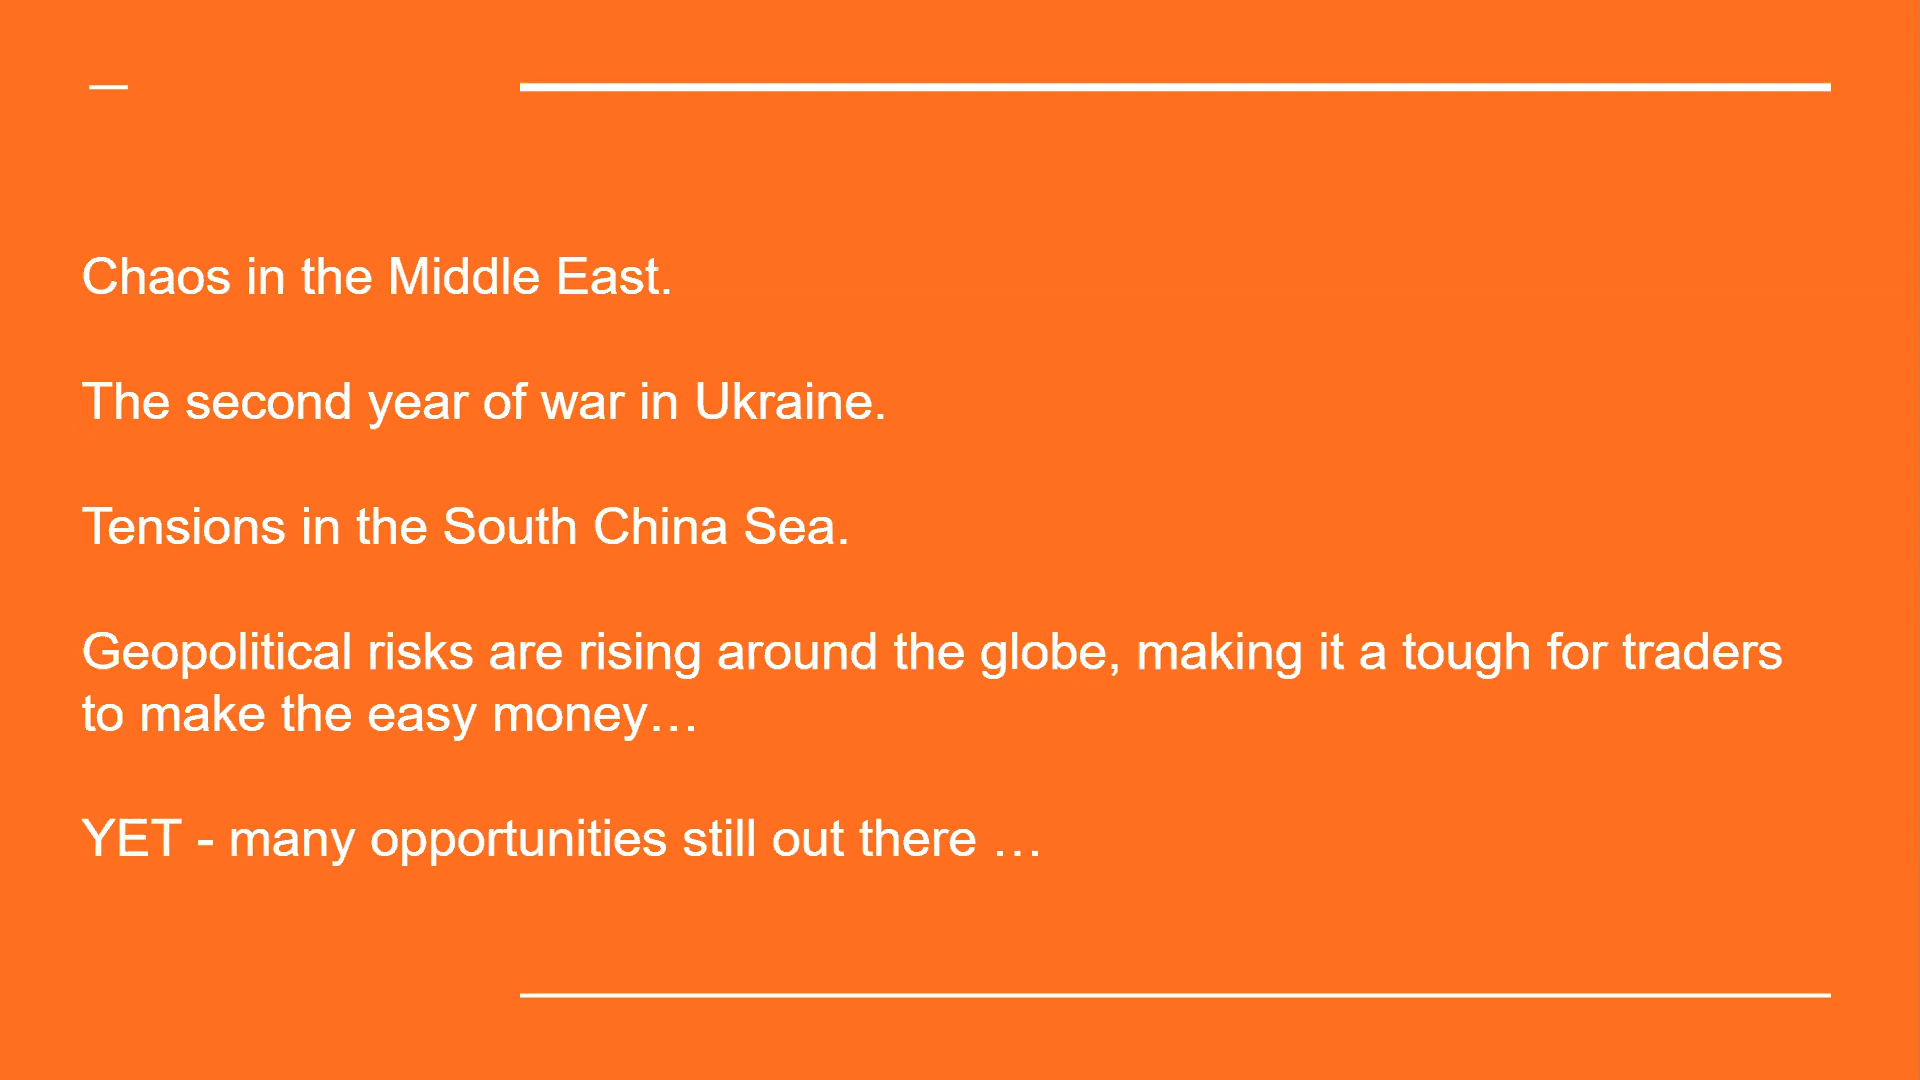 Chaos in the Middle East.
The second year of war in Ukraine.
Tensions in the South China Sea.
Geopolitical risks are rising around the globe, making it a tough for traders
to make the easy money…
YET - many opportunities still out there …